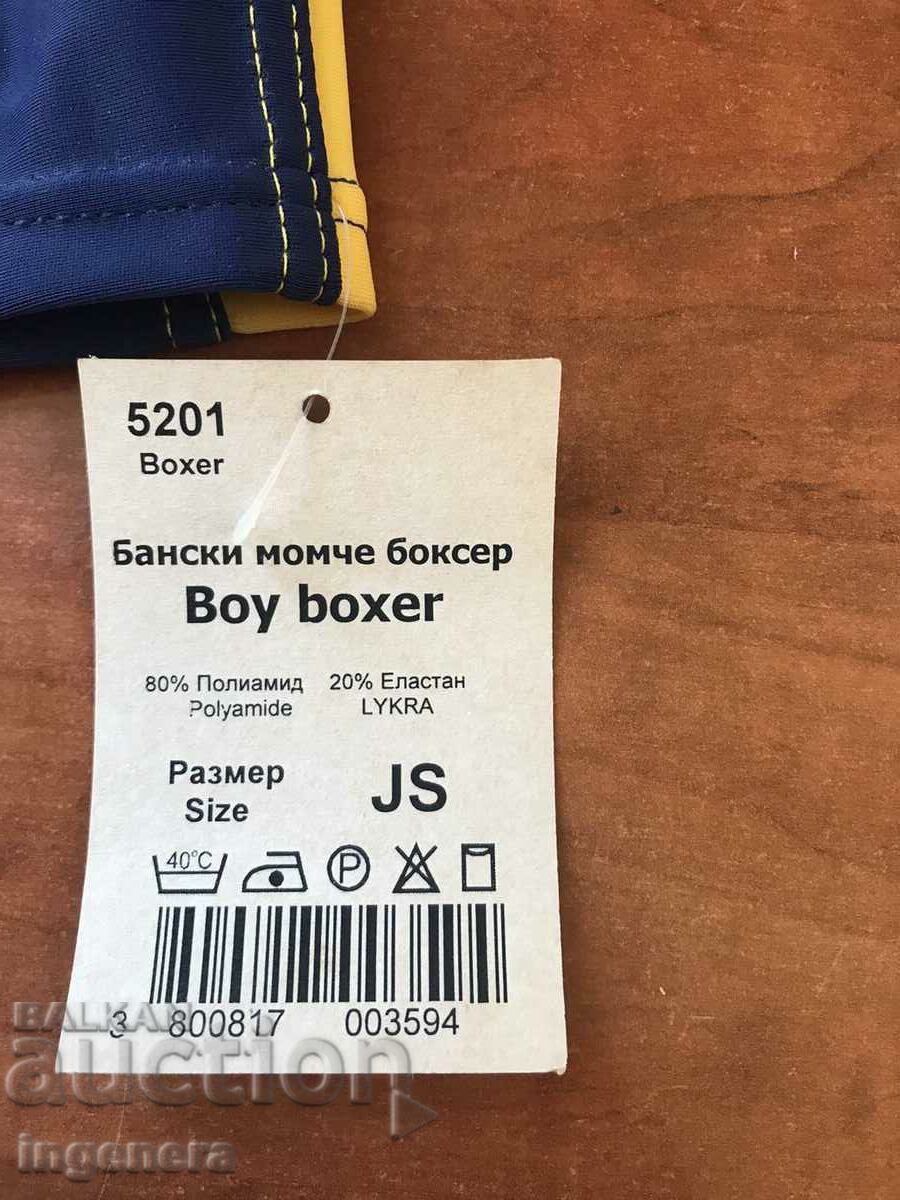 5201
Boxer
Бански момче боксер
Boy boxer
80% Полиамид 20% Еластан
Polyamide LYKRA
Размер JS
Size
40°C P
3 800817 003594
BALKAN
auction
ingenera